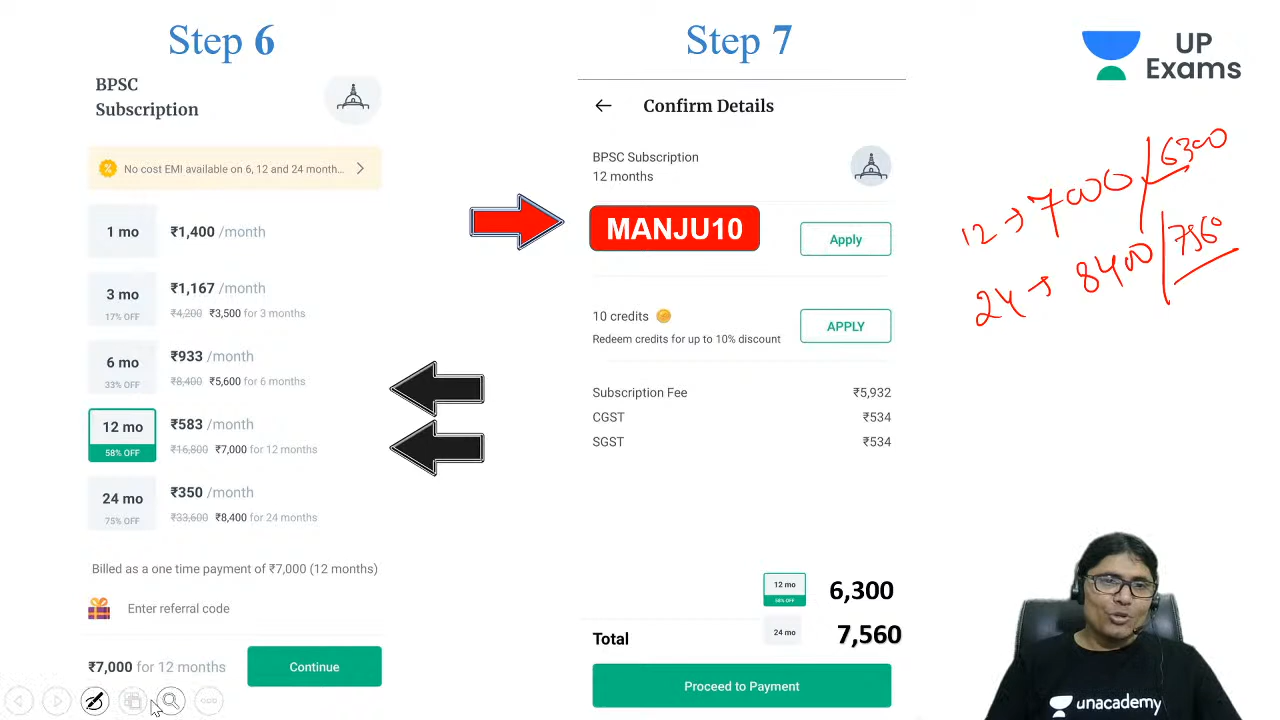 Step 6
BPSC
Subscription
No cost EMI available on 6, 12 and 24 month...
1 mo
₹1,400 /month
3 mo
17% OFF
₹1,167 /month
₹4,200 ₹3,500 for 3 months
6 mo
33% OFF
₹933 /month
₹8,400 ₹5,600 for 6 months
12 mo
58% OFF
₹583 /month
₹16,800 ₹7,000 for 12 months
24 mo
75% OFF
₹350 /month
₹33,600 ₹8,400 for 24 months
Billed as a one time payment of ₹7,000 (12 months)
Enter referral code
₹7,000 for 12 months
Continue
Step 7
Confirm Details
BPSC Subscription
12 months
MANJU10
Apply
10 credits
Redeem credits for up to 10% discount
APPLY
Subscription Fee ₹5,932
CGST ₹534
SGST ₹534
12 mo
58% OFF
6,300
Total
24 mo
7,560
Proceed to Payment
UP
Exams
12 → 7000 / 6300
24 → 8400 / 7560
unacademy